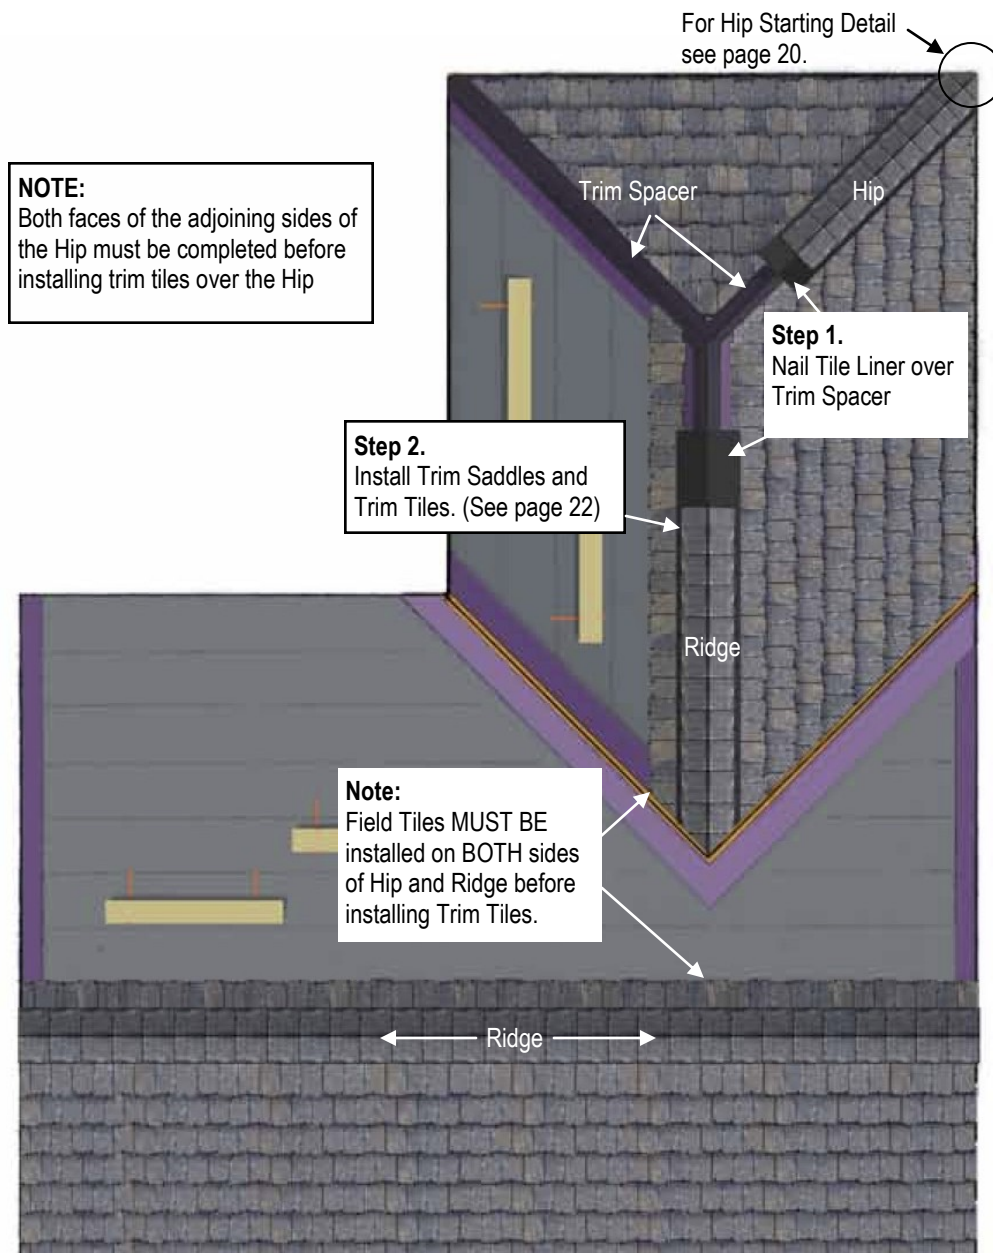 For Hip Starting Detail
see page 20.
NOTE:
Both faces of the adjoining sides of
the Hip must be completed before
installing trim tiles over the Hip
Trim Spacer
Hip
Step 1.
Nail Tile Liner over
Trim Spacer
Step 2.
Install Trim Saddles and
Trim Tiles. (See page 22)
Ridge
Note:
Field Tiles MUST BE
installed on BOTH sides
of Hip and Ridge before
installing Trim Tiles.
Ridge